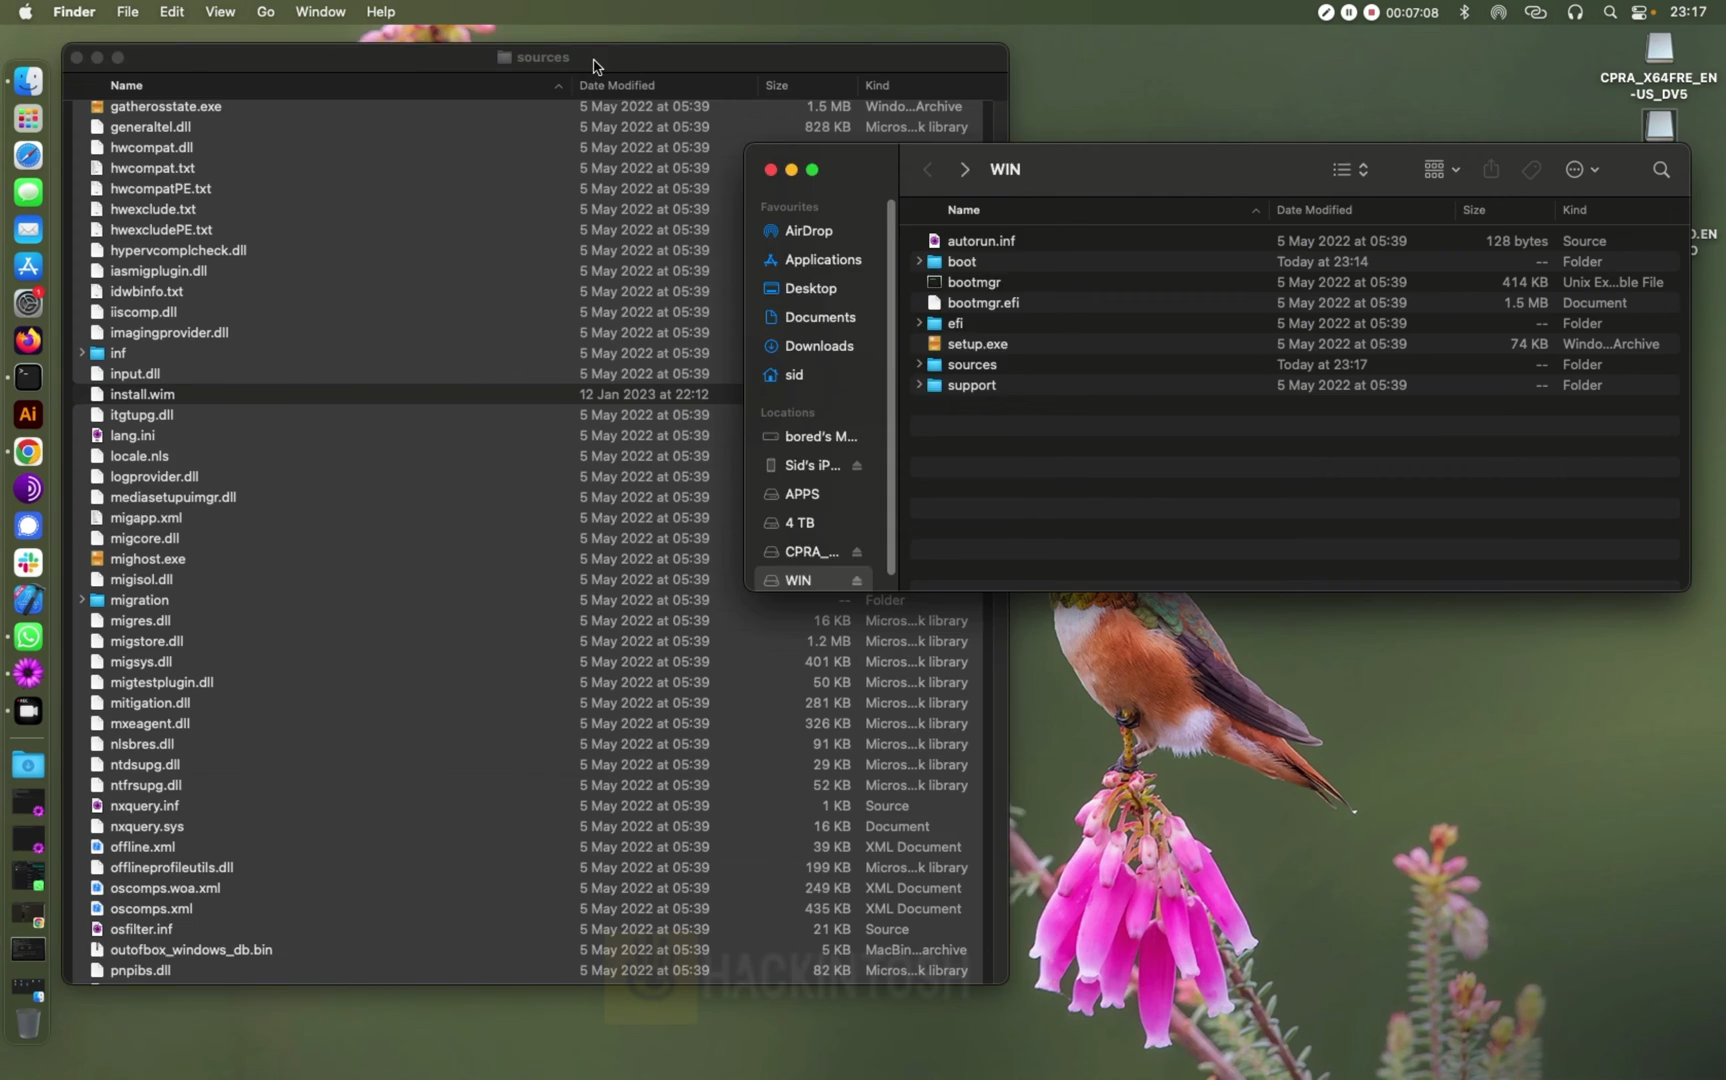 Finder File Edit View Go Window Help
00:07:08 23:17
sources
Name Date Modified Size Kind
gatherosstate.exe 5 May 2022 at 05:39 1.5 MB Windo...Archive
generaltel.dll 5 May 2022 at 05:39 828 KB Micros...k library
hwcompat.dll 5 May 2022 at 05:39
hwcompat.txt 5 May 2022 at 05:39
hwcompatPE.txt 5 May 2022 at 05:39
hwexclude.txt 5 May 2022 at 05:39
hwexcludePE.txt 5 May 2022 at 05:39
hypervcomplcheck.dll 5 May 2022 at 05:39
iasmigplugin.dll 5 May 2022 at 05:39
idwbinfo.txt 5 May 2022 at 05:39
iiscomp.dll 5 May 2022 at 05:39
imagingprovider.dll 5 May 2022 at 05:39
inf 5 May 2022 at 05:39
input.dll 5 May 2022 at 05:39
install.wim 12 Jan 2023 at 22:12
itgtupg.dll 5 May 2022 at 05:39
lang.ini 5 May 2022 at 05:39
locale.nls 5 May 2022 at 05:39
logprovider.dll 5 May 2022 at 05:39
mediasetupuimgr.dll 5 May 2022 at 05:39
migapp.xml 5 May 2022 at 05:39
migcore.dll 5 May 2022 at 05:39
mighost.exe 5 May 2022 at 05:39
migisol.dll 5 May 2022 at 05:39
migration 5 May 2022 at 05:39 -- Folder
migres.dll 5 May 2022 at 05:39 16 KB Micros...k library
migstore.dll 5 May 2022 at 05:39 1.2 MB Micros...k library
migsys.dll 5 May 2022 at 05:39 401 KB Micros...k library
migtestplugin.dll 5 May 2022 at 05:39 50 KB Micros...k library
mitigation.dll 5 May 2022 at 05:39 281 KB Micros...k library
mxeagent.dll 5 May 2022 at 05:39 326 KB Micros...k library
nlsbres.dll 5 May 2022 at 05:39 91 KB Micros...k library
ntdsupg.dll 5 May 2022 at 05:39 29 KB Micros...k library
ntfrsupg.dll 5 May 2022 at 05:39 52 KB Micros...k library
nxquery.inf 5 May 2022 at 05:39 1 KB Source
nxquery.sys 5 May 2022 at 05:39 16 KB Document
offline.xml 5 May 2022 at 05:39 39 KB XML Document
offlineprofileutils.dll 5 May 2022 at 05:39 199 KB Micros...k library
oscomps.woa.xml 5 May 2022 at 05:39 249 KB XML Document
oscomps.xml 5 May 2022 at 05:39 435 KB XML Document
osfilter.inf 5 May 2022 at 05:39 21 KB Source
outofbox_windows_db.bin 5 May 2022 at 05:39 5 KB MacBin...archive
pnpibs.dll 5 May 2022 at 05:39 82 KB Micros...k library
HACKINTOSH
WIN
Favourites
AirDrop
Applications
Desktop
Documents
Downloads
sid
Locations
bored's M...
Sid's iP...
APPS
4 TB
CPRA_...
WIN
Name Date Modified Size Kind
autorun.inf 5 May 2022 at 05:39 128 bytes Source
boot Today at 23:14 -- Folder
bootmgr 5 May 2022 at 05:39 414 KB Unix Ex...ble File
bootmgr.efi 5 May 2022 at 05:39 1.5 MB Document
efi 5 May 2022 at 05:39 -- Folder
setup.exe 5 May 2022 at 05:39 74 KB Windo...Archive
sources Today at 23:17 -- Folder
support 5 May 2022 at 05:39 -- Folder
CPRA_X64FRE_EN
-US_DV5
O.EN
Ai
1